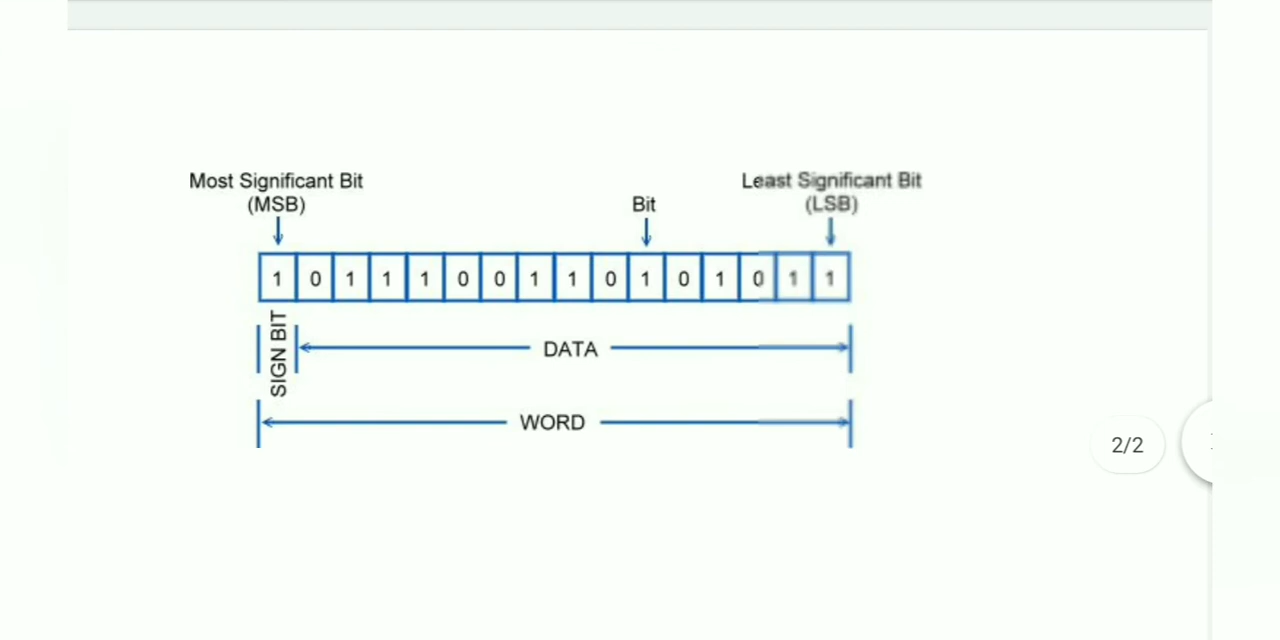 Most Significant Bit
(MSB)
Bit
Least Significant Bit
(LSB)
1 0 1 1 1 0 0 1 1 0 1 0 1 0 1 1
SIGN BIT
DATA
WORD
2/2